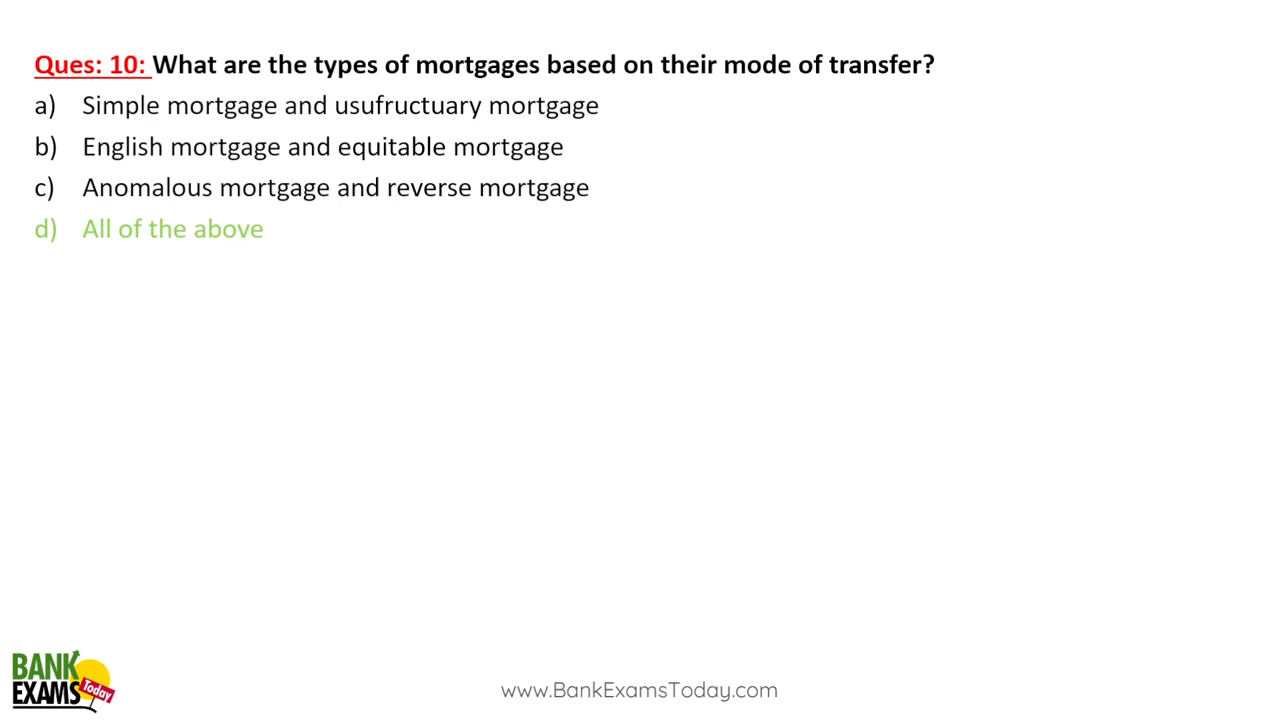 Ques: 10: What are the types of mortgages based on their mode of transfer?
a) Simple mortgage and usufructuary mortgage
b) English mortgage and equitable mortgage
c) Anomalous mortgage and reverse mortgage
d) All of the above
BANK
EXAMS Today
www.BankExamsToday.com